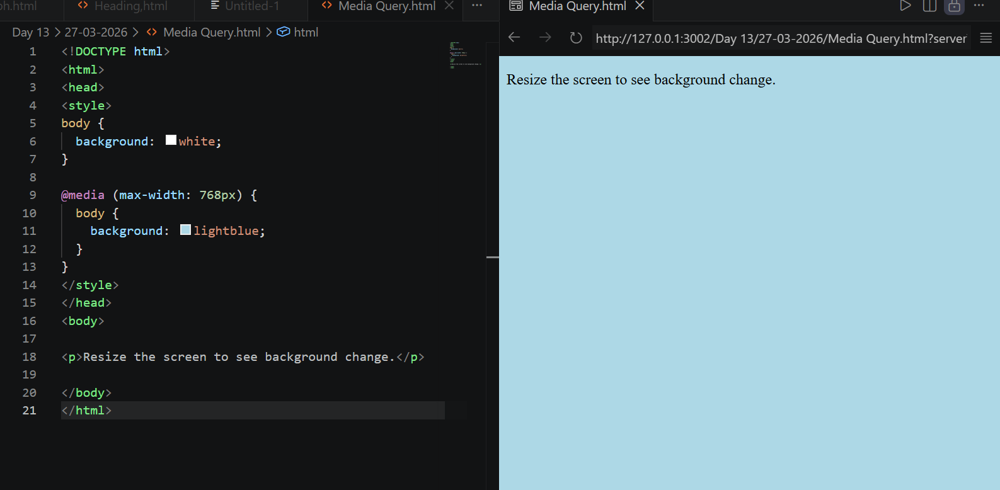 ph.html
Heading,html
Untitled-1
Media Query.html
Day 13 > 27-03-2026 > Media Query.html > html
1 <!DOCTYPE html>
2 <html>
3 <head>
4 <style>
5 body {
6 background: white;
7 }
8
9 @media (max-width: 768px) {
10 body {
11 background: lightblue;
12 }
13 }
14 </style>
15 </head>
16 <body>
17
18 <p>Resize the screen to see background change.</p>
19
20 </body>
21 </html>
Media Query.html
http://127.0.0.1:3002/Day 13/27-03-2026/Media Query.html?server
Resize the screen to see background change.